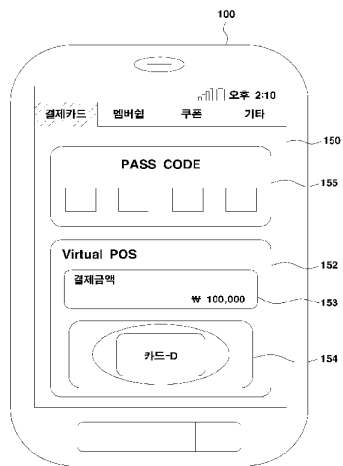 100
오후 2:10
결제카드 멤버쉽 쿠폰 기타
150
PASS CODE
155
Virtual POS
152
결제금액
₩ 100,000
153
카드-D
154